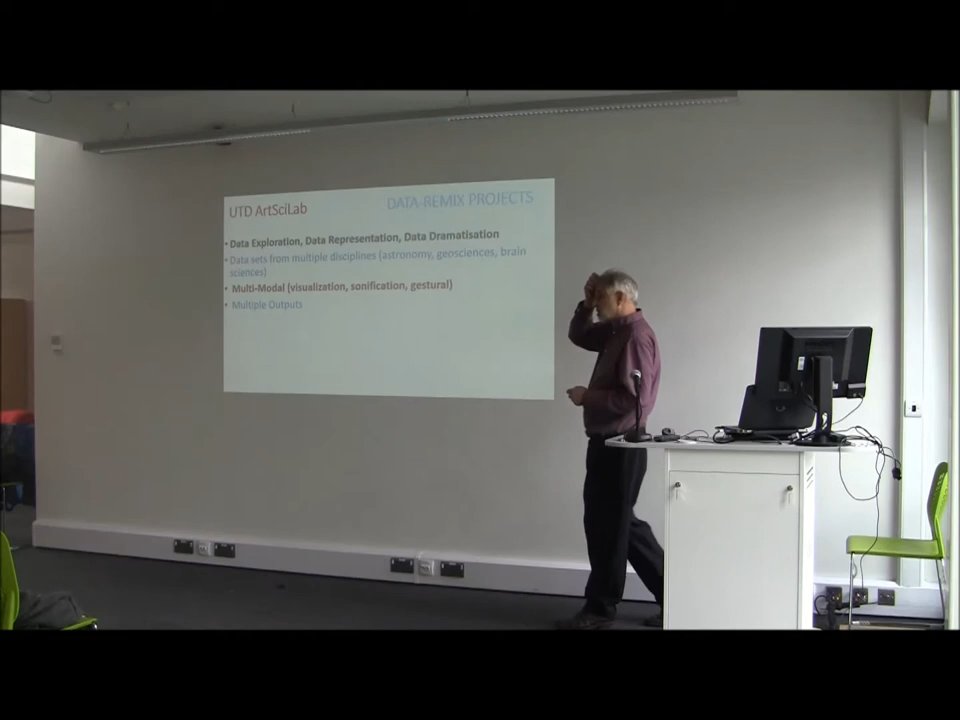 UTD ArtSciLab
DATA-REMIX PROJECTS
• Data Exploration, Data Representation, Data Dramatisation
• Data sets from multiple disciplines (astronomy, geosciences, brain
sciences)
• Multi-Modal (visualization, sonification, gestural)
• Multiple Outputs